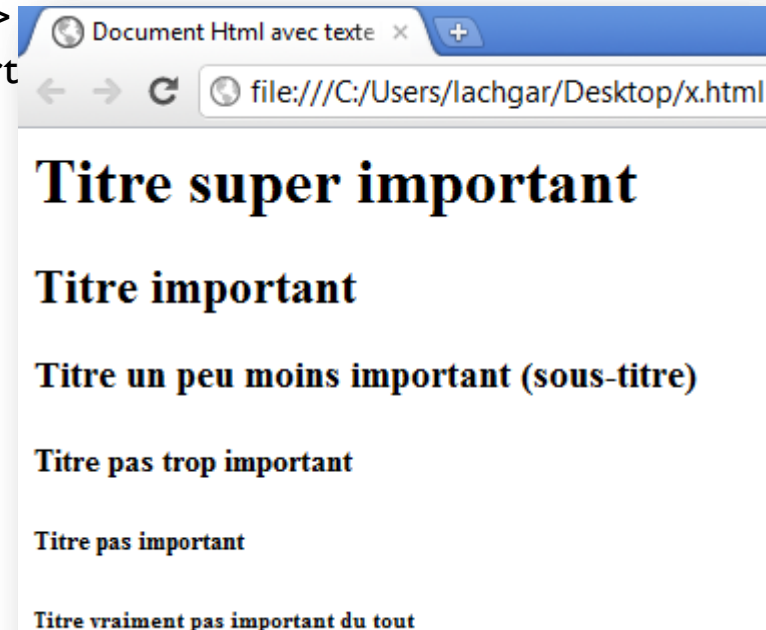 >
Document Html avec texte
rt
file:///C:/Users/lachgar/Desktop/x.html
Titre super important
Titre important
Titre un peu moins important (sous-titre)
Titre pas trop important
Titre pas important
Titre vraiment pas important du tout